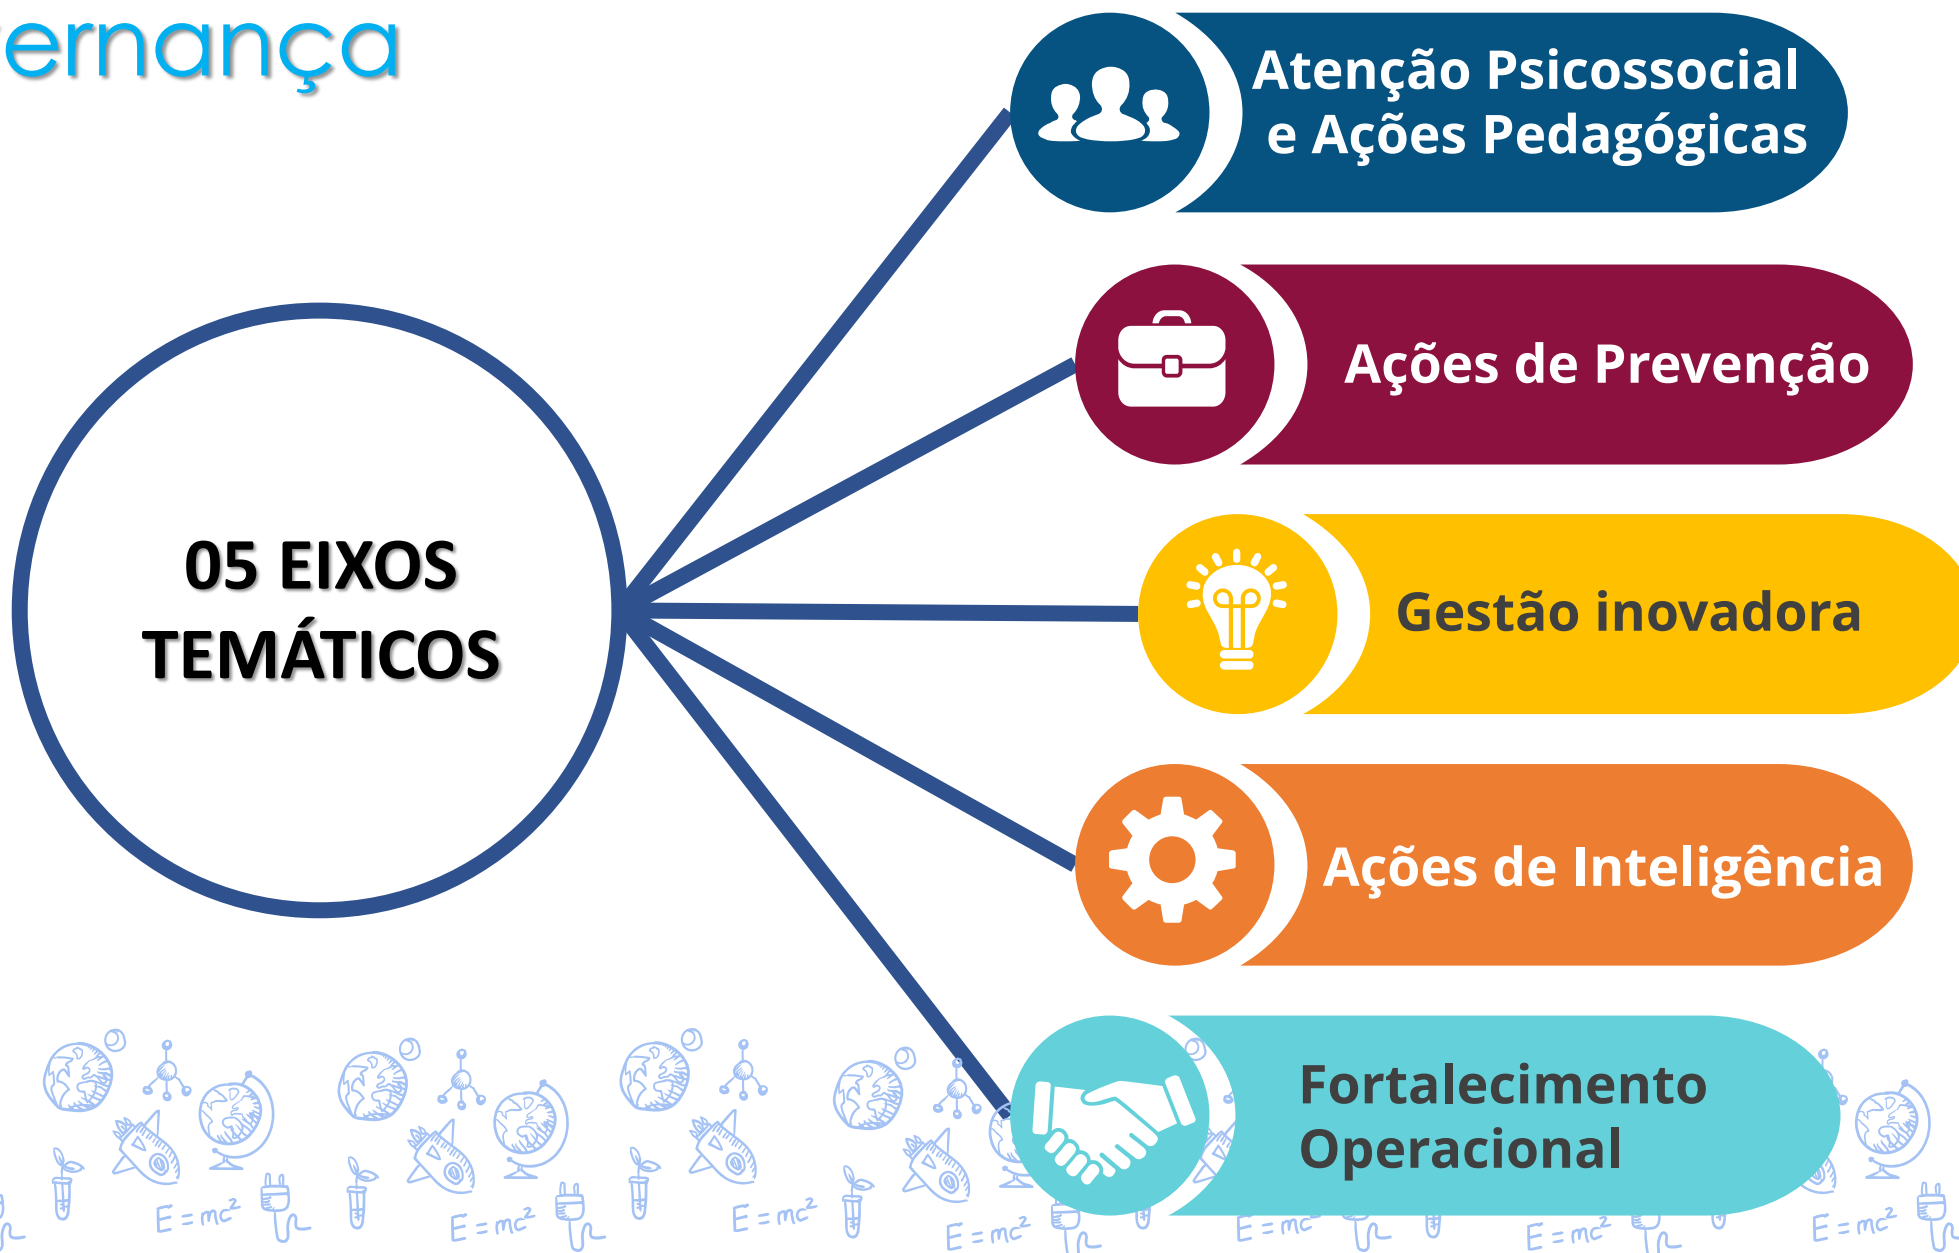 ernança
Atenção Psicossocial
e Ações Pedagógicas
Ações de Prevenção
05 EIXOS
TEMÁTICOS
Gestão inovadora
Ações de Inteligência
Fortalecimento
Operacional
E = mc²
E = mc²
E = mc²
E = mc²
E = mc
E = mc²
E = mc²